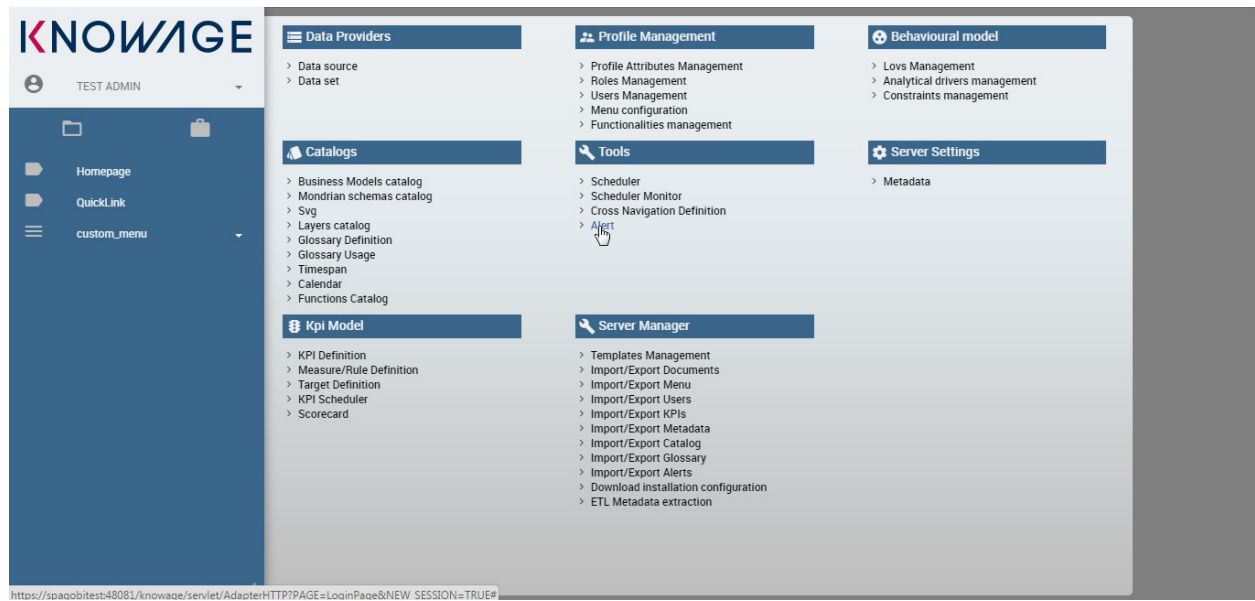 KNOWAGE
TEST ADMIN
Homepage
QuickLink
custom_menu
Data Providers
Data source
Data set
Profile Management
Profile Attributes Management
Roles Management
Users Management
Menu configuration
Functionalities management
Behavioural model
Lovs Management
Analytical drivers management
Constraints management
Catalogs
Business Models catalog
Mondrian schemas catalog
Svg
Layers catalog
Glossary Definition
Glossary Usage
Timespan
Calendar
Functions Catalog
Tools
Scheduler
Scheduler Monitor
Cross Navigation Definition
Alert
Server Settings
Metadata
Kpi Model
KPI Definition
Measure/Rule Definition
Target Definition
KPI Scheduler
Scorecard
Server Manager
Templates Management
Import/Export Documents
Import/Export Menu
Import/Export Users
Import/Export KPIs
Import/Export Metadata
Import/Export Catalog
Import/Export Glossary
Import/Export Alerts
Download installation configuration
ETL Metadata extraction
https://spagobitest:48081/knowage/servlet/AdapterHTTP?PAGE=LoginPage&NEW_SESSION=TRUE#